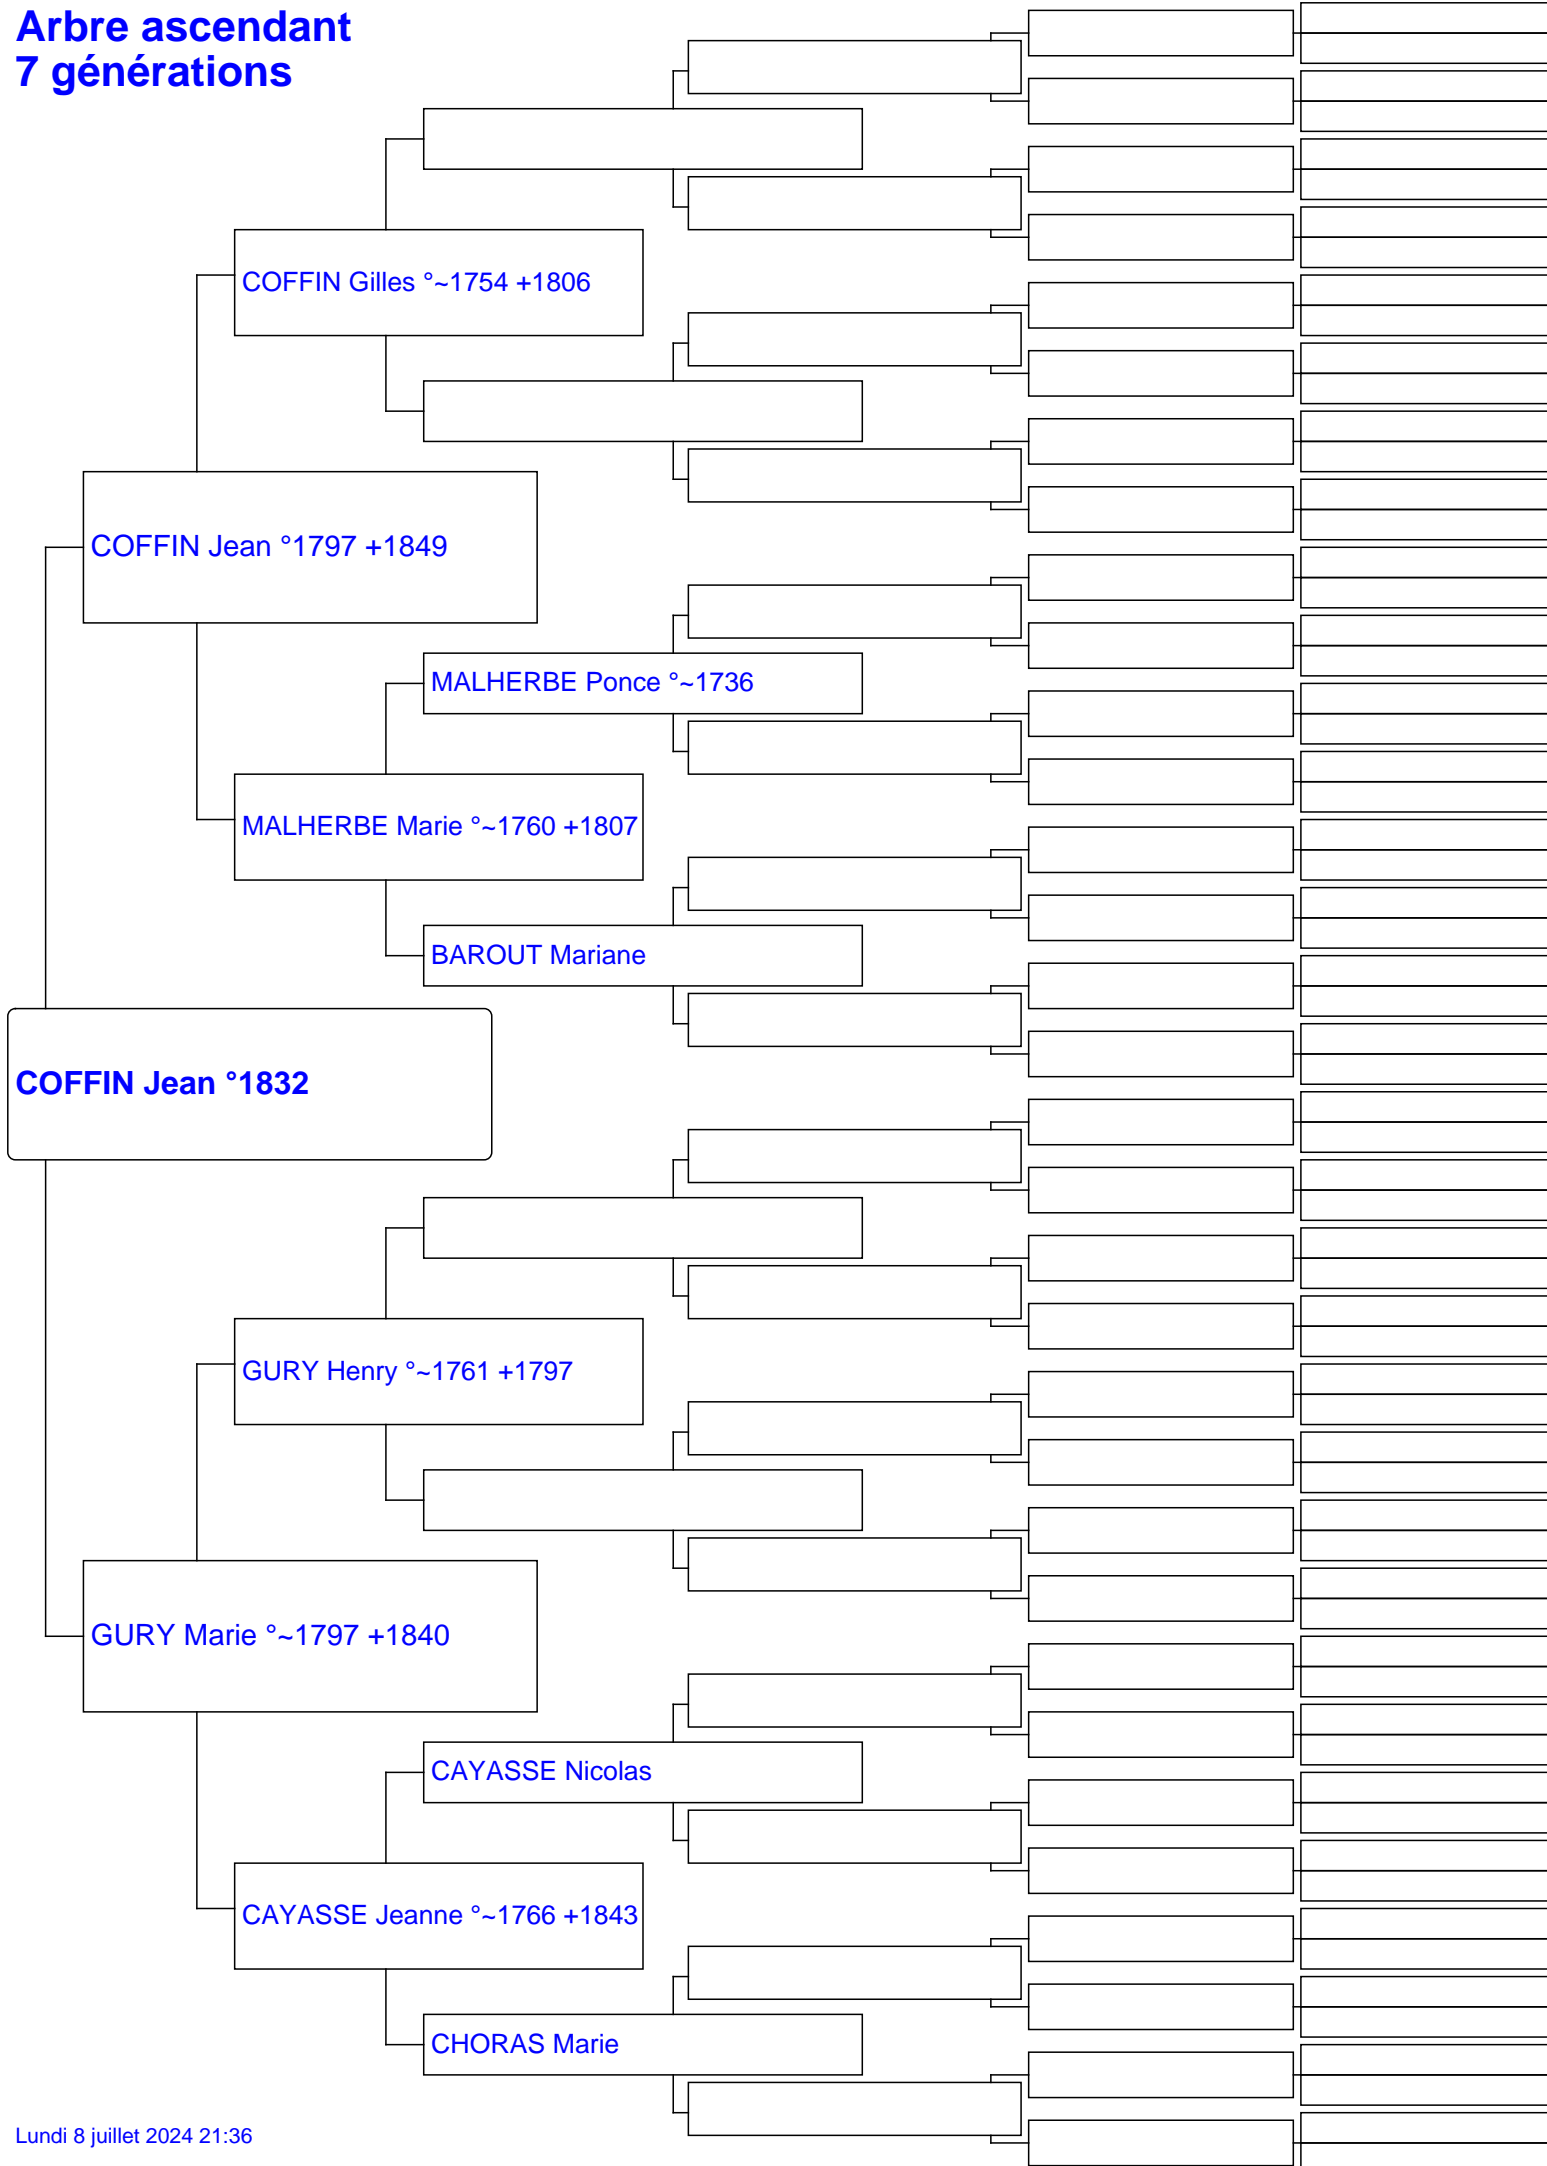 Arbre ascendant
7 générations
COFFIN Gilles °~1754 +1806
COFFIN Jean °1797 +1849
MALHERBE Ponce °~1736
MALHERBE Marie °~1760 +1807
BAROUT Mariane
COFFIN Jean °1832
GURY Henry °~1761 +1797
GURY Marie °~1797 +1840
CAYASSE Nicolas
CAYASSE Jeanne °~1766 +1843
CHORAS Marie
Lundi 8 juillet 2024 21:36